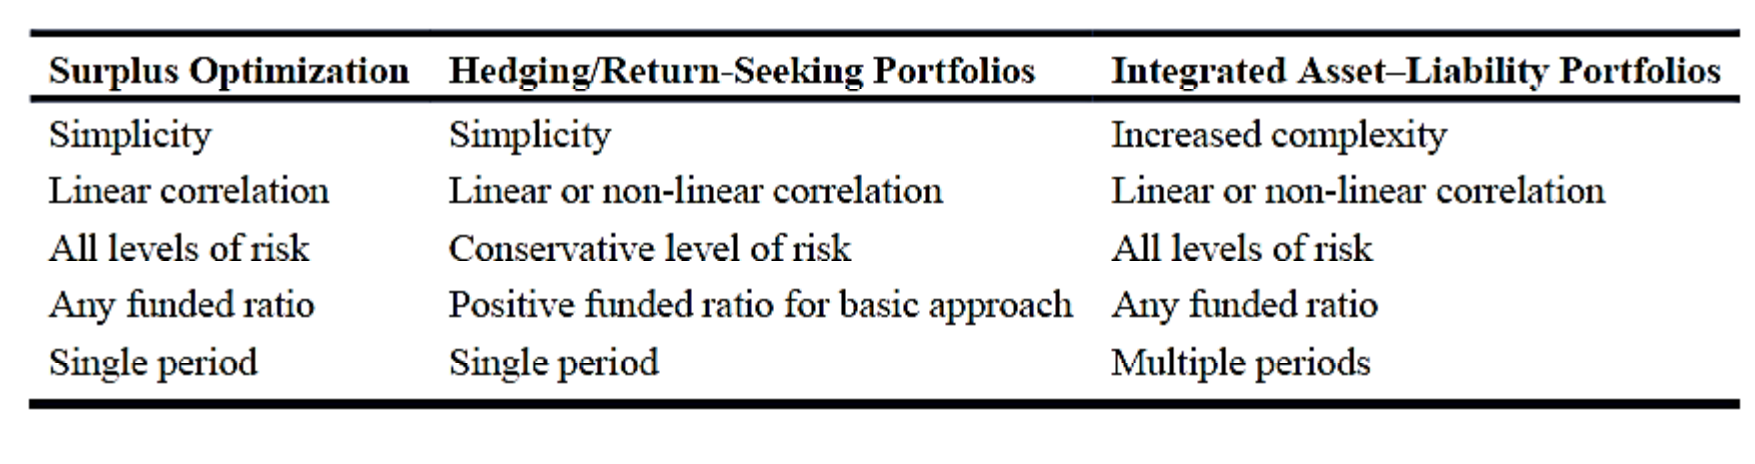 Surplus Optimization Hedging/Return-Seeking Portfolios Integrated Asset–Liability Portfolios
Simplicity Simplicity Increased complexity
Linear correlation Linear or non-linear correlation Linear or non-linear correlation
All levels of risk Conservative level of risk All levels of risk
Any funded ratio Positive funded ratio for basic approach Any funded ratio
Single period Single period Multiple periods